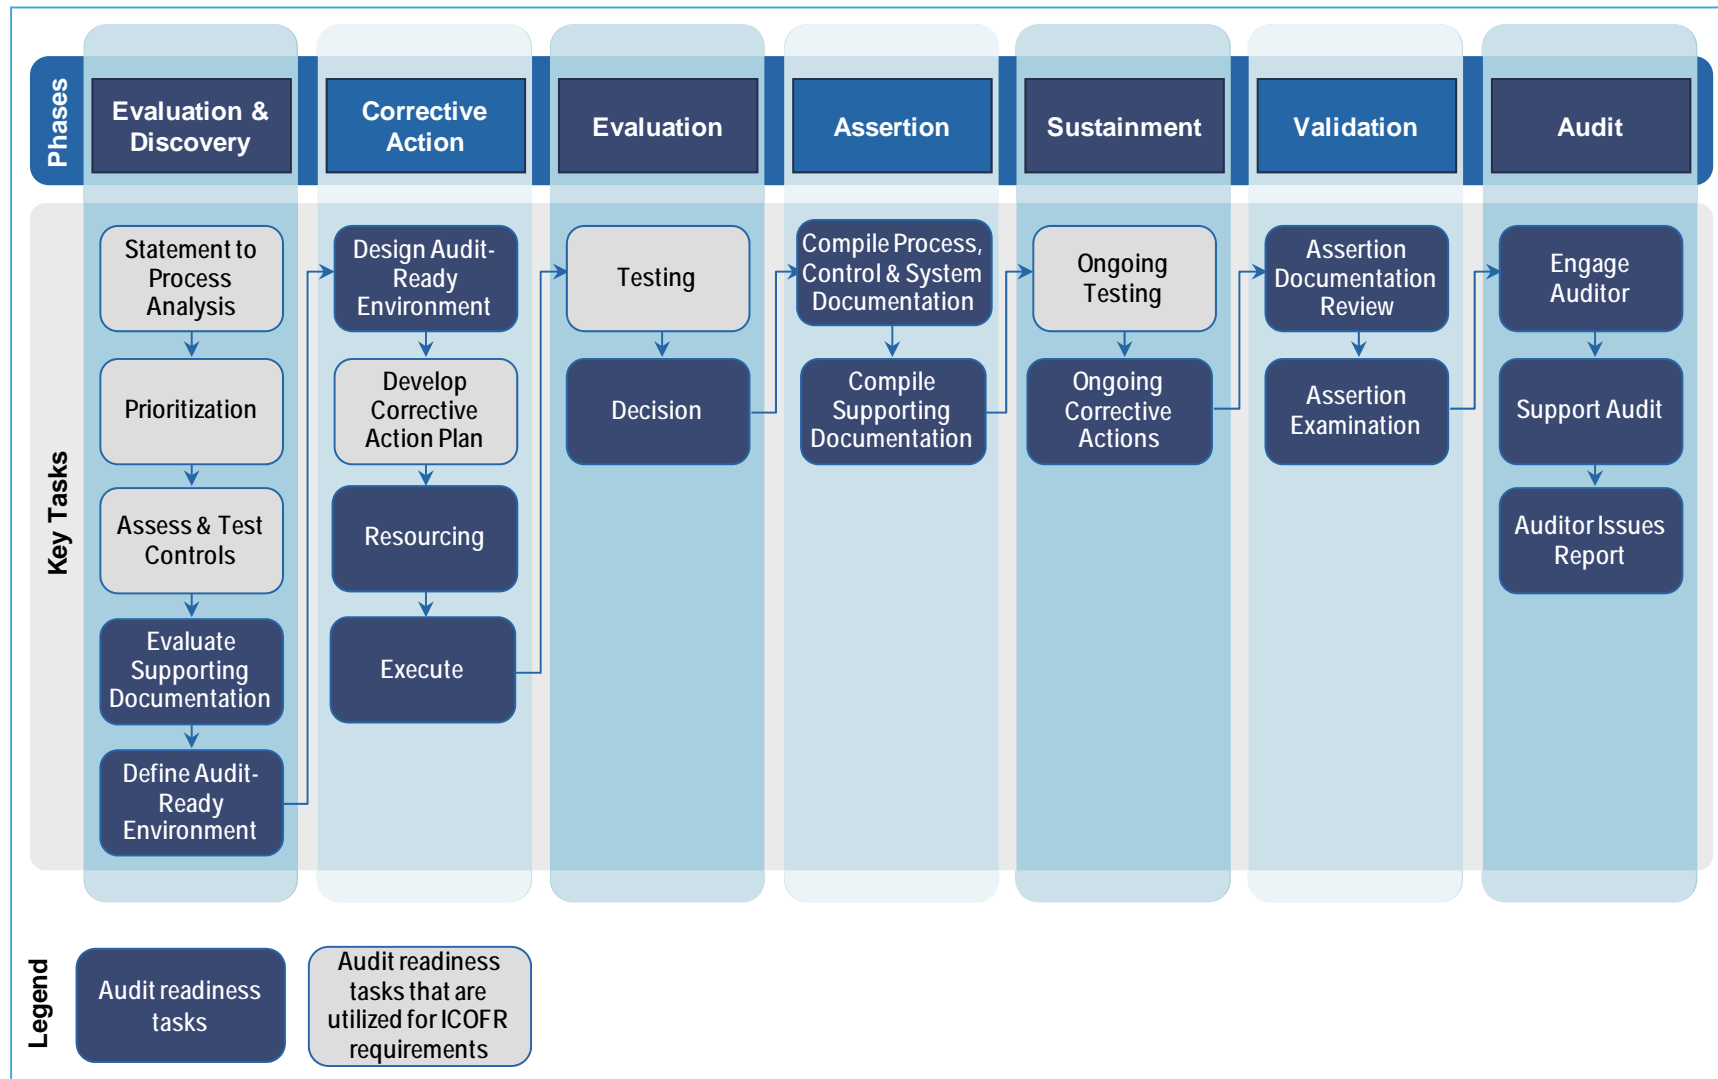 Phases
Evaluation &
Discovery
Corrective
Action
Evaluation
Assertion
Sustainment
Validation
Audit
Key Tasks
Statement to
Process
Analysis
Prioritization
Assess & Test
Controls
Evaluate
Supporting
Documentation
Define Audit-
Ready
Environment
Design Audit-
Ready
Environment
Develop
Corrective
Action Plan
Resourcing
Execute
Testing
Decision
Compile Process,
Control & System
Documentation
Compile
Supporting
Documentation
Ongoing
Testing
Ongoing
Corrective
Actions
Assertion
Documentation
Review
Assertion
Examination
Engage
Auditor
Support Audit
Auditor Issues
Report
Legend
Audit readiness
tasks
Audit readiness
tasks that are
utilized for ICOFR
requirements